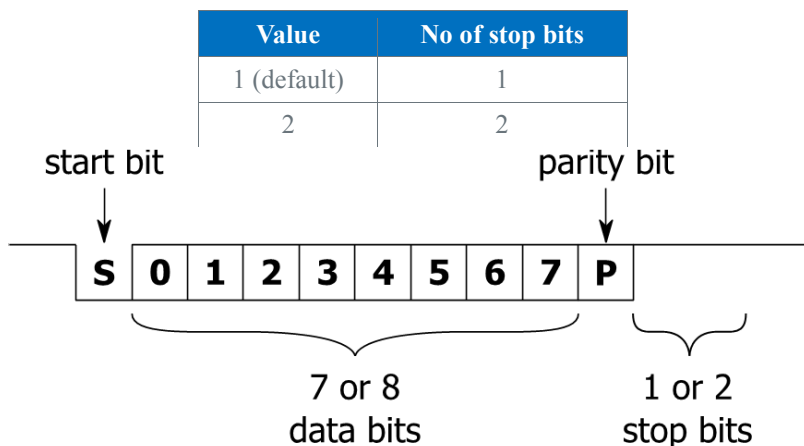 Value No of stop bits
1 (default) 1
2 2
start bit parity bit
S 0 1 2 3 4 5 6 7 P
7 or 8 1 or 2
data bits stop bits